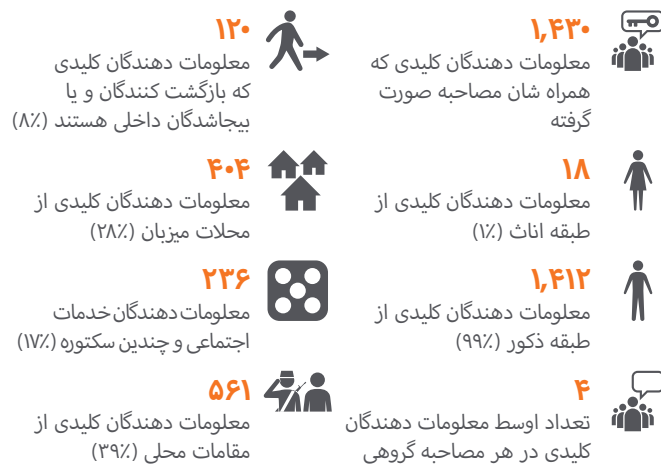 ۱,۴۳۰
معلومات دهندگان کلیدی که
همراه شان مصاحبه صورت
گرفته
۱۸
معلومات دهندگان کلیدی از
طبقه اناث (۱٪)
۱,۴۱۲
معلومات دهندگان کلیدی از
طبقه ذکور (۹۹٪)
۴
تعداد اوسط معلومات دهندگان
کلیدی در هر مصاحبه گروهی
۱۲۰
معلومات دهندگان کلیدی
که بازگشت کنندگان و یا
بیجاشدگان داخلی هستند (۸٪)
۴۰۴
معلومات دهندگان کلیدی از
محلات میزبان (۲۸٪)
۲۳۶
معلومات دهندگان خدمات
اجتماعی و چندین سکتوره (۱۷٪)
۵۶۱
معلومات دهندگان کلیدی از
مقامات محلی (۳۹٪)